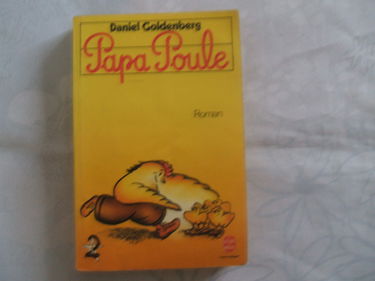 Daniel Goldenberg
Papa Poule
Roman
2